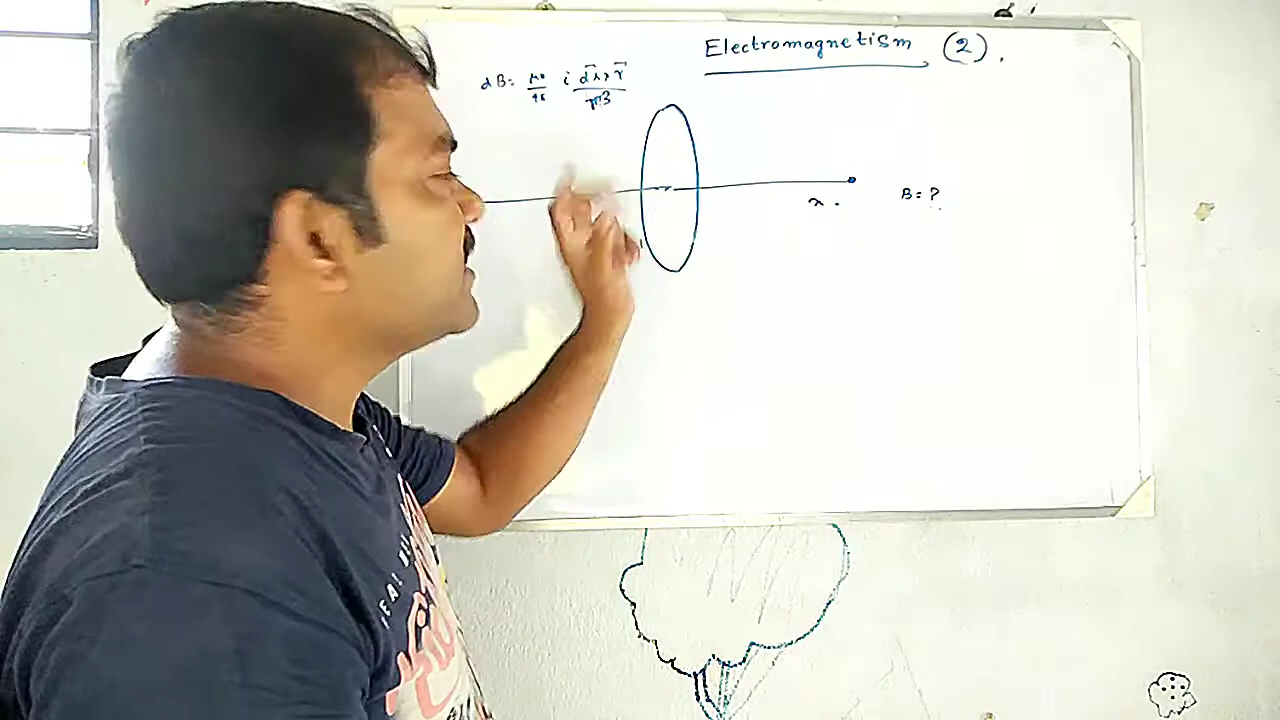 Electromagnetism (2).
dB = μ0/4π i dl × r/r3
x.
B = ?